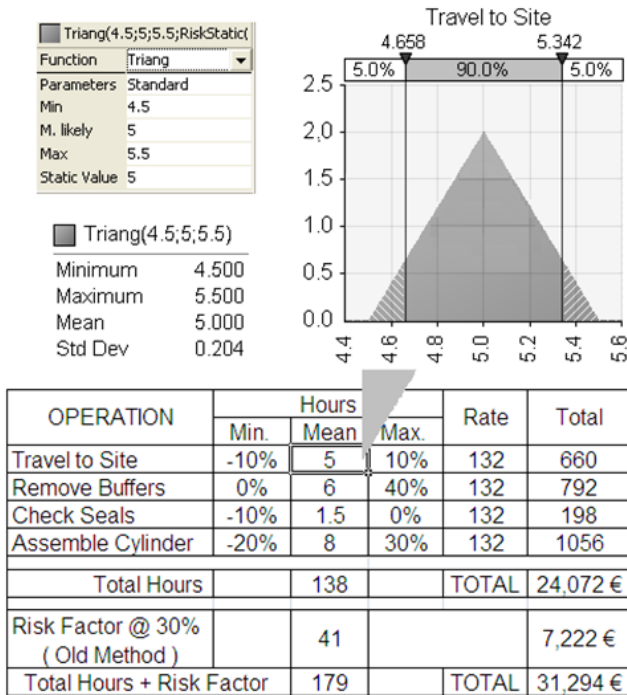 Triang(4.5;5;5.5;RiskStatic(
Function Triang
Parameters Standard
Min 4.5
M. likely 5
Max 5.5
Static Value 5
Triang(4.5;5;5.5)
Minimum 4.500
Maximum 5.500
Mean 5.000
Std Dev 0.204
Travel to Site
4.658 5.342
5.0% 90.0% 5.0%
2.5
2,0
1.5
1.0
0.5
0.0
4.4 4.6 4.8 5.0 5.2 5.4 5.6
OPERATION Hours Rate Total
Min. Mean Max.
Travel to Site -10% 5 10% 132 660
Remove Buffers 0% 6 40% 132 792
Check Seals -10% 1.5 0% 132 198
Assemble Cylinder -20% 8 30% 132 1056
Total Hours 138 TOTAL 24,072 €
Risk Factor @ 30%
( Old Method ) 41 7,222 €
Total Hours + Risk Factor 179 TOTAL 31,294 €